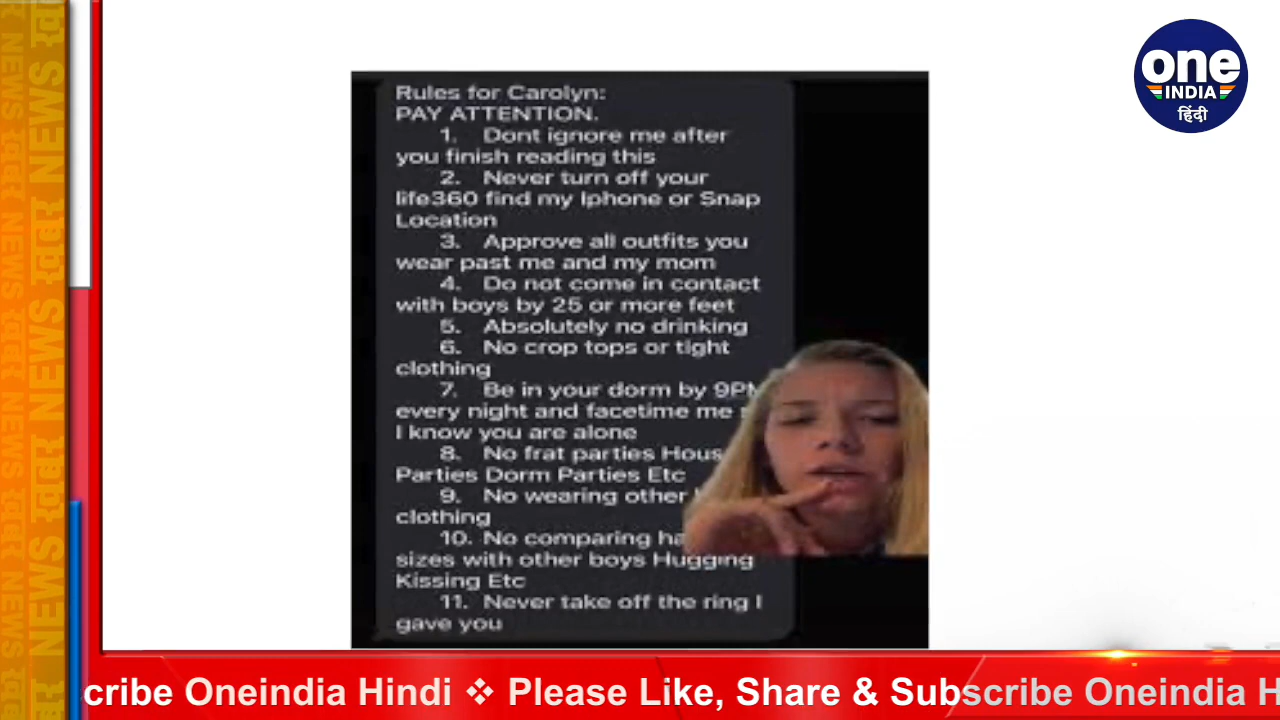 one
INDIA
हिंदी
Rules for Carolyn:
PAY ATTENTION.
1. Dont ignore me after
you finish reading this
2. Never turn off your
life360 find my Iphone or Snap
Location
3. Approve all outfits you
wear past me and my mom
4. Do not come in contact
with boys by 25 or more feet
5. Absolutely no drinking
6. No crop tops or tight
clothing
7. Be in your dorm by 9PM
every night and facetime me
I know you are alone
8. No frat parties
Parties Dorm Parties Etc
9. No wearing other
clothing
10. No comparing
sizes with other boys Hugging
Kissing Etc
11. Never take off the ring I
gave you
NEWS खबर NEWS खबर NEWS
cribe Oneindia Hindi ❖ Please Like, Share & Subscribe Oneindia H